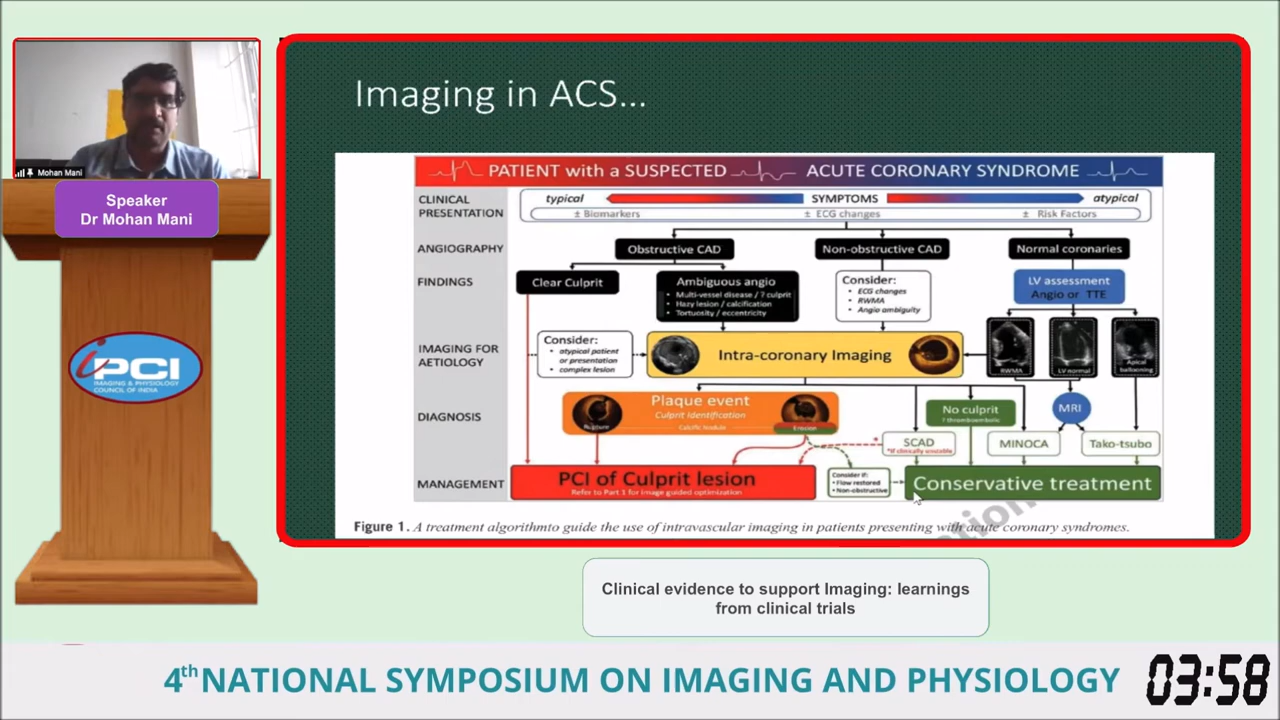 Imaging in ACS...
Mohan Mani
Speaker
Dr Mohan Mani
iPCI
IMAGING & PHYSIOLOGY
COUNCIL OF INDIA
PATIENT with a SUSPECTED ACUTE CORONARY SYNDROME
CLINICAL
PRESENTATION
typical SYMPTOMS atypical
± Biomarkers ± ECG changes ± Risk Factors
ANGIOGRAPHY
Obstructive CAD
Non-obstructive CAD
Normal coronaries
FINDINGS
Clear Culprit
Ambiguous angio
• Multi-vessel disease / ? culprit
• Hazy lesion / calcification
• Tortuosity / eccentricity
Consider:
• ECG changes
• RWMA
• Angio ambiguity
LV assessment
Angio or TTE
IMAGING FOR
AETIOLOGY
Consider:
• atypical patient
or presentation
• complex lesion
Intra-coronary Imaging
RWMA
LV normal
Apical
ballooning
DIAGNOSIS
Plaque event
Culprit identification
Rupture
Calcific Nodule
Erosion
No culprit
? thromboembolic
MRI
SCAD
*If clinically unstable
MINOCA
Tako-tsubo
*
MANAGEMENT
PCI of Culprit lesion
Refer to Part 1 for image guided optimization
Consider if:
• Flow restored
• Non-obstructive
Conservative treatment
Figure 1. A treatment algorithmto guide the use of intravascular imaging in patients presenting with acute coronary syndromes.
Clinical evidence to support Imaging: learnings
from clinical trials
4th NATIONAL SYMPOSIUM ON IMAGING AND PHYSIOLOGY
03:58